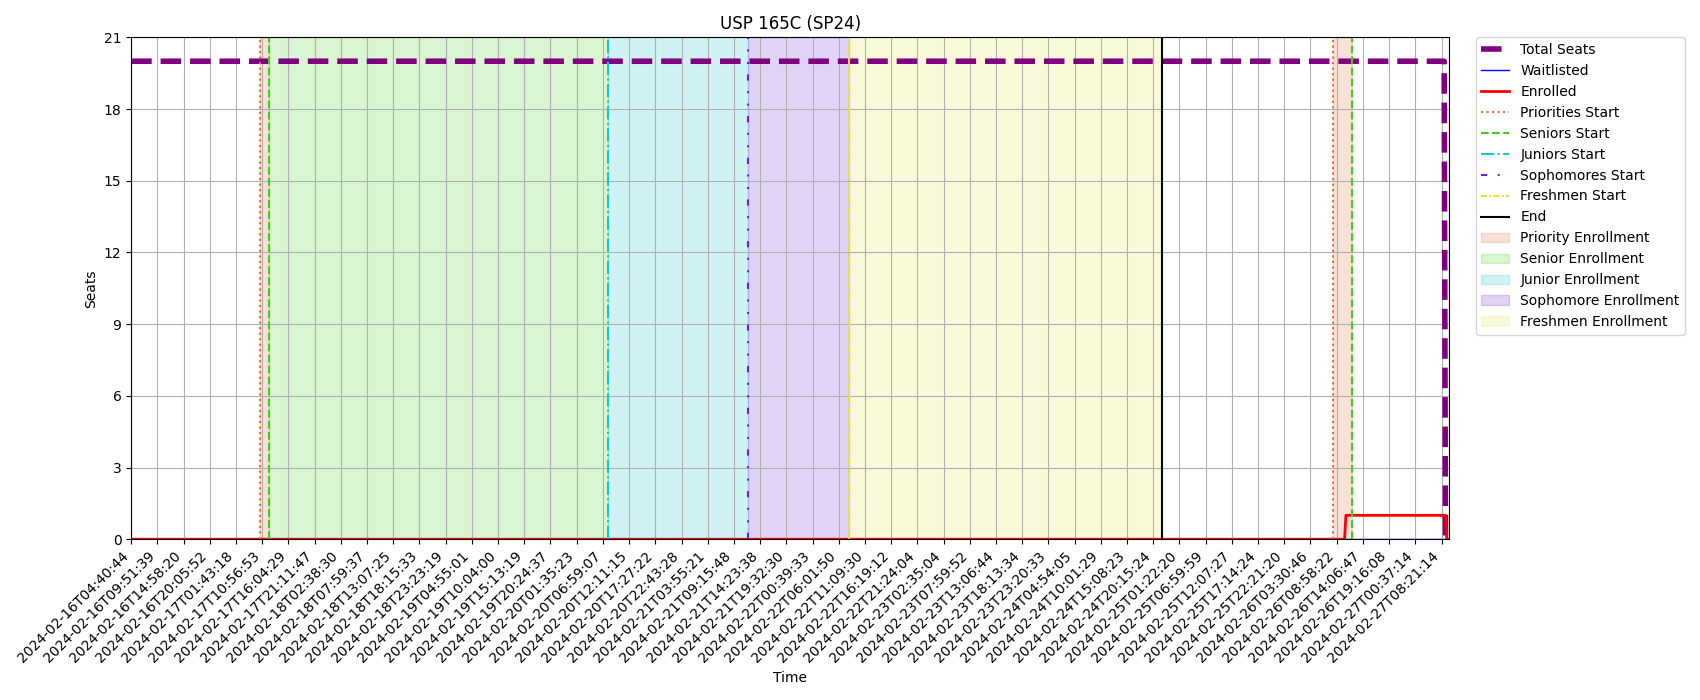 USP 165C (SP24)
21
18
15
12
9
6
3
0
Seats
2024-02-16T04:40:44
2024-02-16T09:51:39
2024-02-16T14:58:20
2024-02-16T20:05:52
2024-02-17T01:43:18
2024-02-17T10:56:53
2024-02-17T16:04:29
2024-02-17T21:11:47
2024-02-18T02:38:30
2024-02-18T07:59:37
2024-02-18T13:07:25
2024-02-18T18:15:33
2024-02-18T23:23:19
2024-02-19T04:55:01
2024-02-19T10:04:00
2024-02-19T15:13:19
2024-02-19T20:24:37
2024-02-20T01:35:23
2024-02-20T06:59:07
2024-02-20T12:11:15
2024-02-20T17:27:22
2024-02-20T22:43:28
2024-02-21T03:55:21
2024-02-21T09:15:48
2024-02-21T14:23:38
2024-02-21T19:32:30
2024-02-22T00:39:33
2024-02-22T06:01:50
2024-02-22T11:09:30
2024-02-22T16:19:12
2024-02-22T21:24:04
2024-02-23T02:35:04
2024-02-23T07:59:52
2024-02-23T13:06:44
2024-02-23T18:13:34
2024-02-23T23:20:33
2024-02-24T04:54:05
2024-02-24T10:01:29
2024-02-24T15:08:23
2024-02-24T20:15:24
2024-02-25T01:22:20
2024-02-25T06:59:59
2024-02-25T12:07:27
2024-02-25T17:14:24
2024-02-25T22:21:20
2024-02-26T03:30:46
2024-02-26T08:58:22
2024-02-26T14:06:47
2024-02-26T19:16:08
2024-02-27T00:37:14
2024-02-27T08:21:14
Time
Total Seats
Waitlisted
Enrolled
Priorities Start
Seniors Start
Juniors Start
Sophomores Start
Freshmen Start
End
Priority Enrollment
Senior Enrollment
Junior Enrollment
Sophomore Enrollment
Freshmen Enrollment